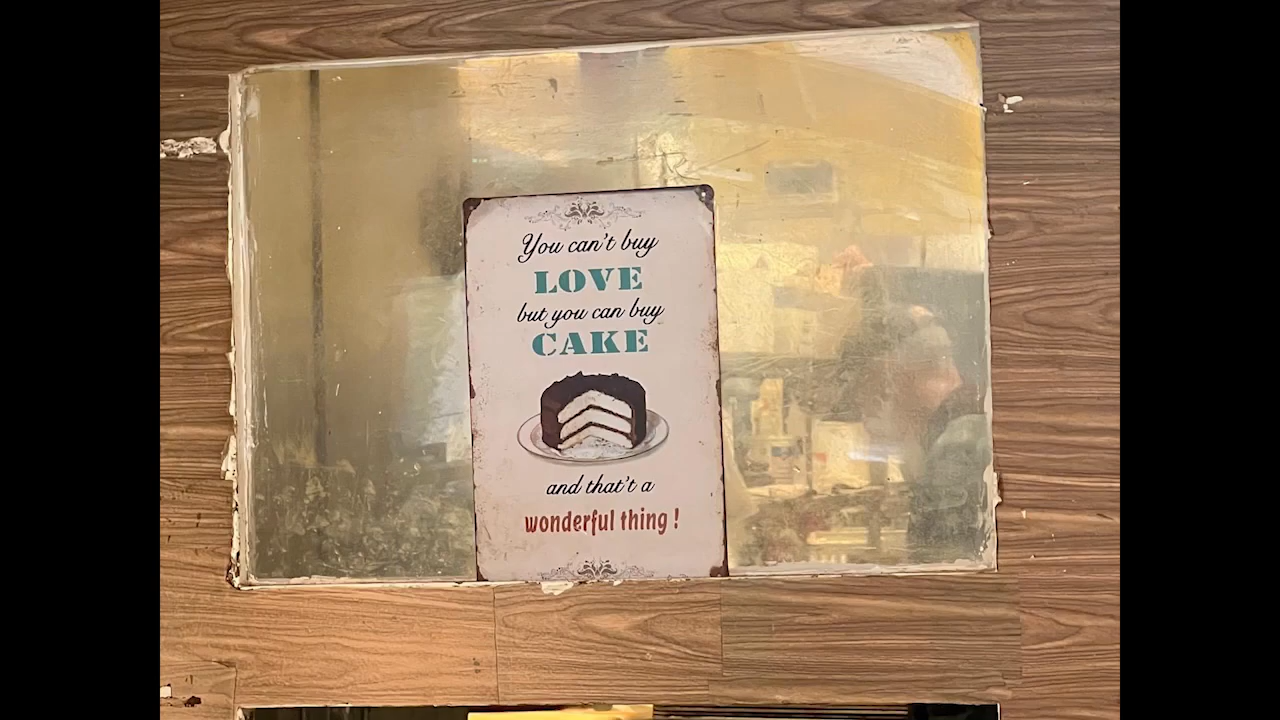 You can't buy
LOVE
but you can buy
CAKE
and that't a
wonderful thing !